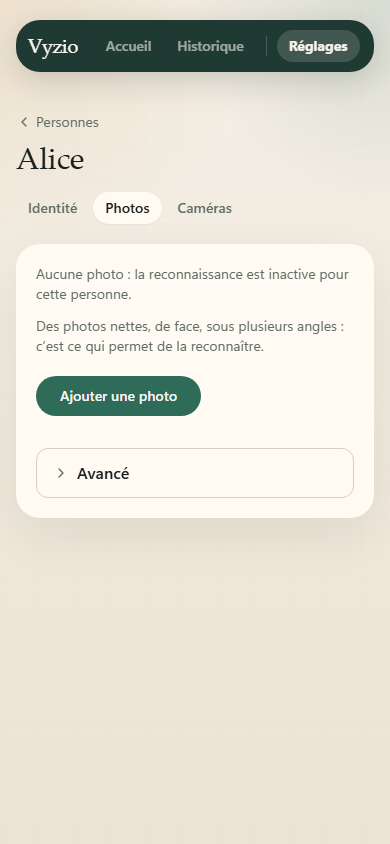 Vyzio Accueil Historique Réglages
Personnes
Alice
Identité Photos Caméras
Aucune photo : la reconnaissance est inactive pour
cette personne.
Des photos nettes, de face, sous plusieurs angles :
c’est ce qui permet de la reconnaître.
Ajouter une photo
Avancé